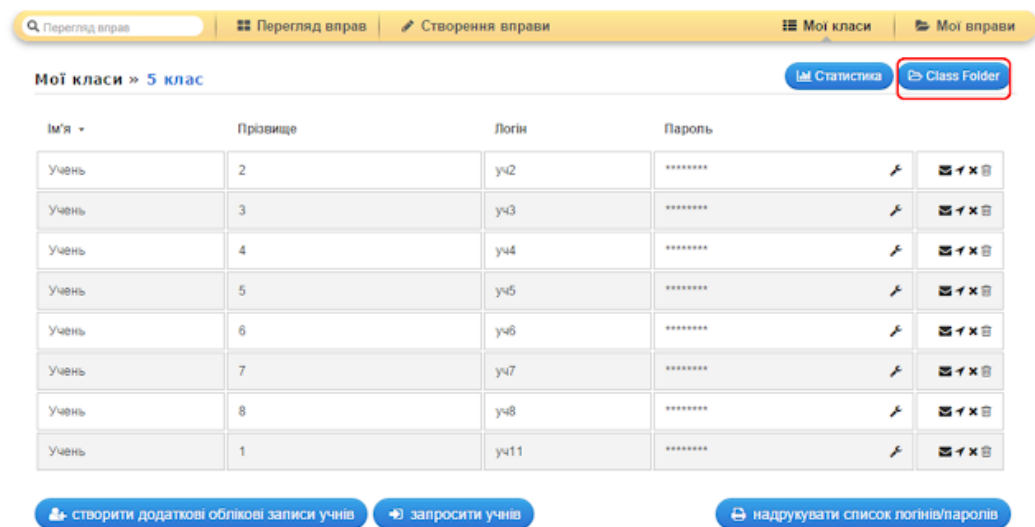 Перегляд вправ Перегляд вправ Створення вправи Мої класи Мої вправи
Мої класи » 5 клас Статистика Class Folder
Ім'я Прізвище Логін Пароль
Учень 2 уч2 ********
Учень 3 уч3 ********
Учень 4 уч4 ********
Учень 5 уч5 ********
Учень 6 уч6 ********
Учень 7 уч7 ********
Учень 8 уч8 ********
Учень 1 уч11 ********
створити додаткові облікові записи учнів запросити учнів надрукувати список логінів/паролів